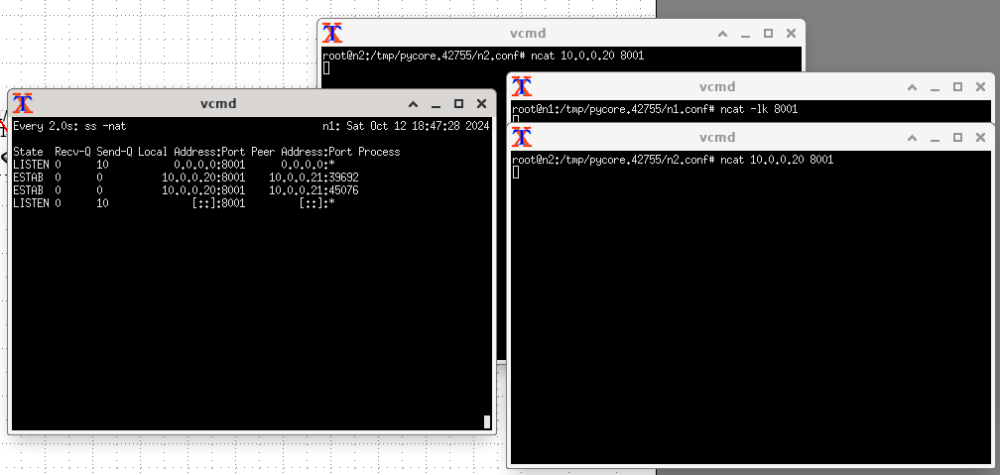 vcmd
root@n2:/tmp/pycore.42755/n2.conf# ncat 10.0.0.20 8001
vcmd
root@n1:/tmp/pycore.42755/n1.conf# ncat -lk 8001
vcmd
Every 2.0s: ss -nat n1: Sat Oct 12 18:47:28 2024
State Recv-Q Send-Q Local Address:Port Peer Address:Port Process
LISTEN 0 10 0.0.0.0:8001 0.0.0.0:*
ESTAB 0 0 10.0.0.20:8001 10.0.0.21:39692
ESTAB 0 0 10.0.0.20:8001 10.0.0.21:45076
LISTEN 0 10 [::]:8001 [::]:*
vcmd
root@n2:/tmp/pycore.42755/n2.conf# ncat 10.0.0.20 8001